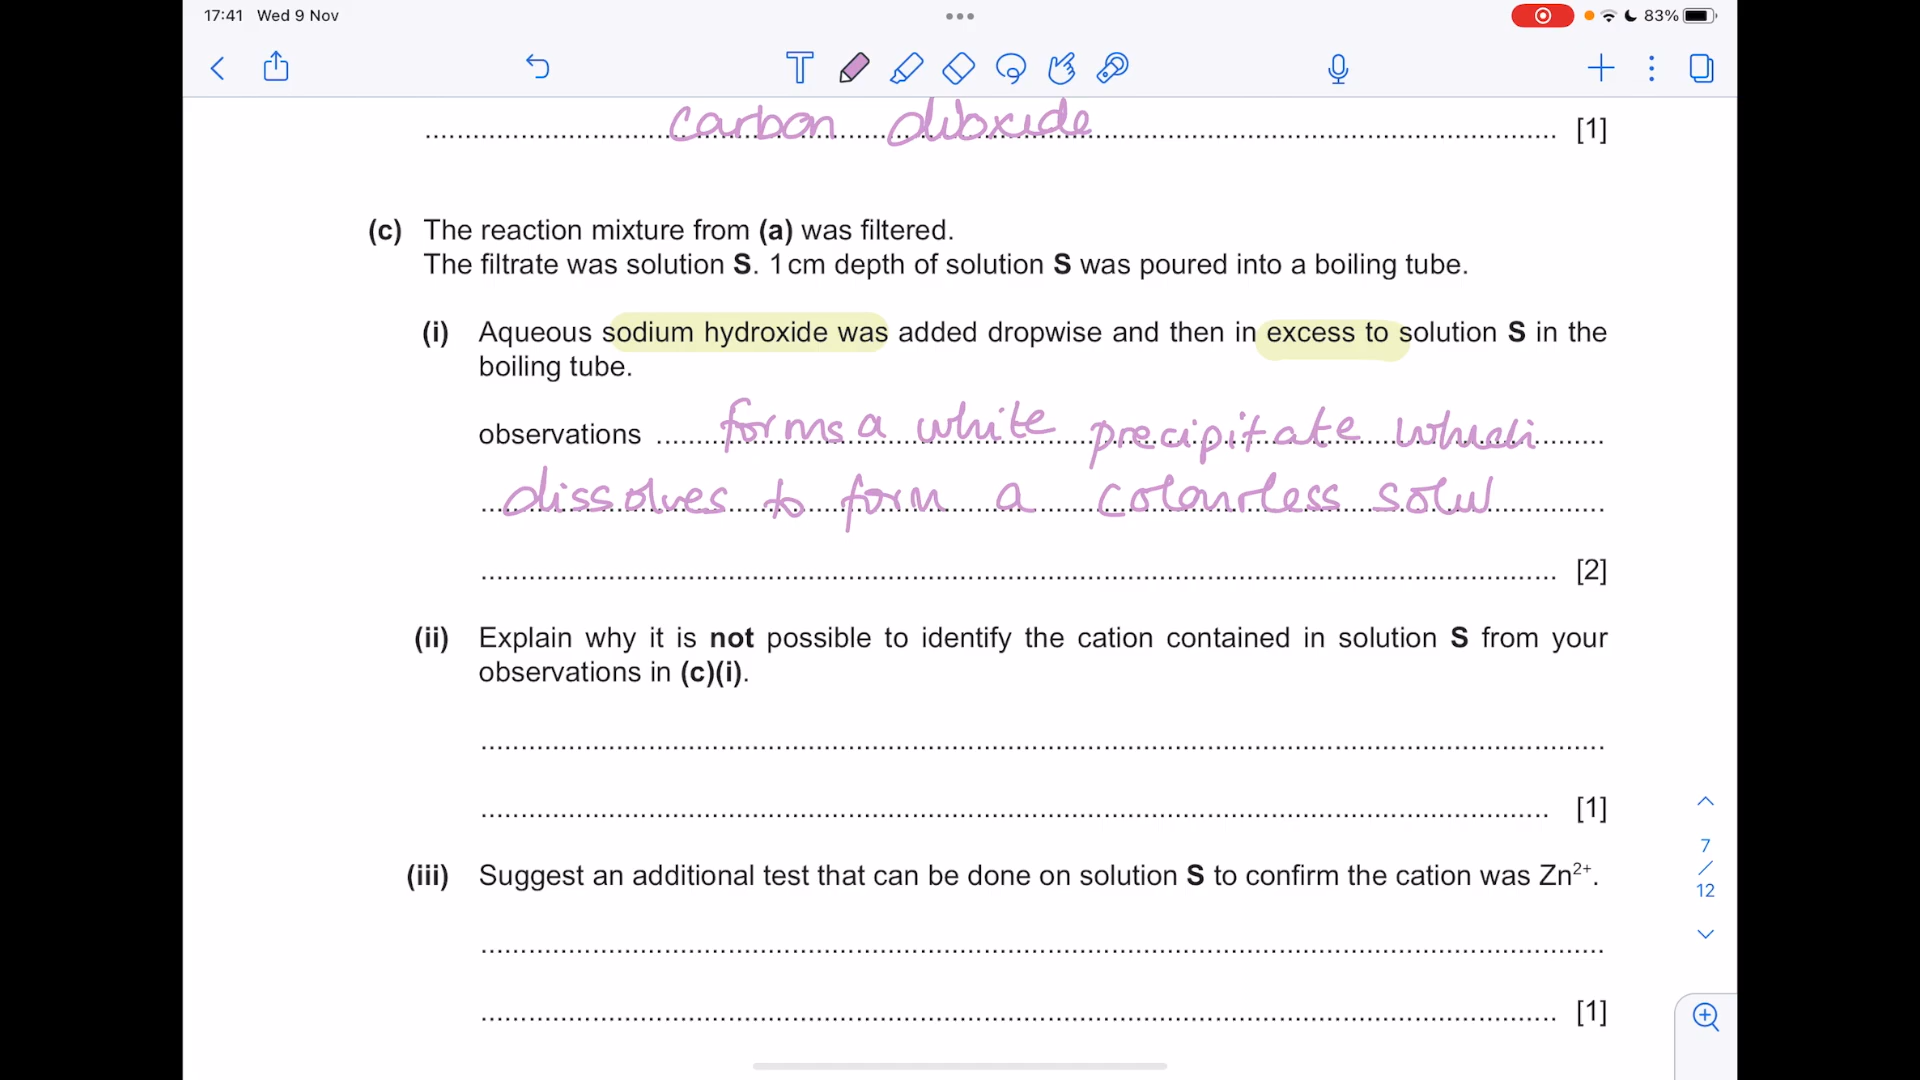 17:41 Wed 9 Nov 83%
carbon dioxide [1]
(c) The reaction mixture from (a) was filtered.
The filtrate was solution S. 1 cm depth of solution S was poured into a boiling tube.
(i) Aqueous sodium hydroxide was added dropwise and then in excess to solution S in the
boiling tube.
observations forms a white precipitate which
dissolves to form a colourless solut
[2]
(ii) Explain why it is not possible to identify the cation contained in solution S from your
observations in (c)(i).
[1]
(iii) Suggest an additional test that can be done on solution S to confirm the cation was Zn²⁺.
[1]
7
/
12